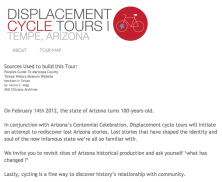 DISPLACEMENT
CYCLE TOURS I
TEMPE, ARIZONA
ABOUT TOUR MAP
Sources Used to build this Tour:
Peoples Guide To Maricopa County
Tempe History Museum Website
ASU Chicano Archives
On February 14th 2012, the state of Arizona turns 100-years-old.
In conjunction with Arizona's Centennial Celebration, Displacement cycle tours will initiate
an attempt to rediscover lost Arizona stories. Lost stories that have shaped the identity and
soul of the now infamous state we're all so familiar with.
We invite you to revisit sites of Arizona historical production and ask yourself 'what has
changed?'
Lastly, cycling is a fine way to discover history's relationship with community.